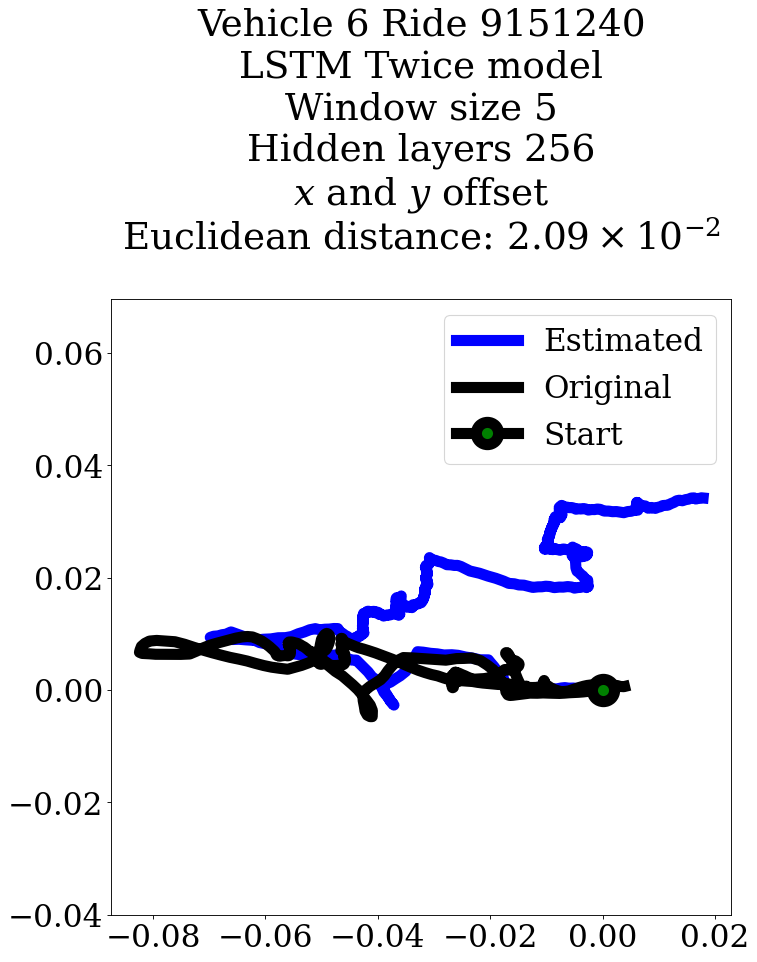 Vehicle 6 Ride 9151240
LSTM Twice model
Window size 5
Hidden layers 256
x and y offset
Euclidean distance: 2.09 × 10⁻²
Estimated
Original
Start
0.06
0.04
0.02
0.00
−0.02
−0.04
−0.08 −0.06 −0.04 −0.02 0.00 0.02